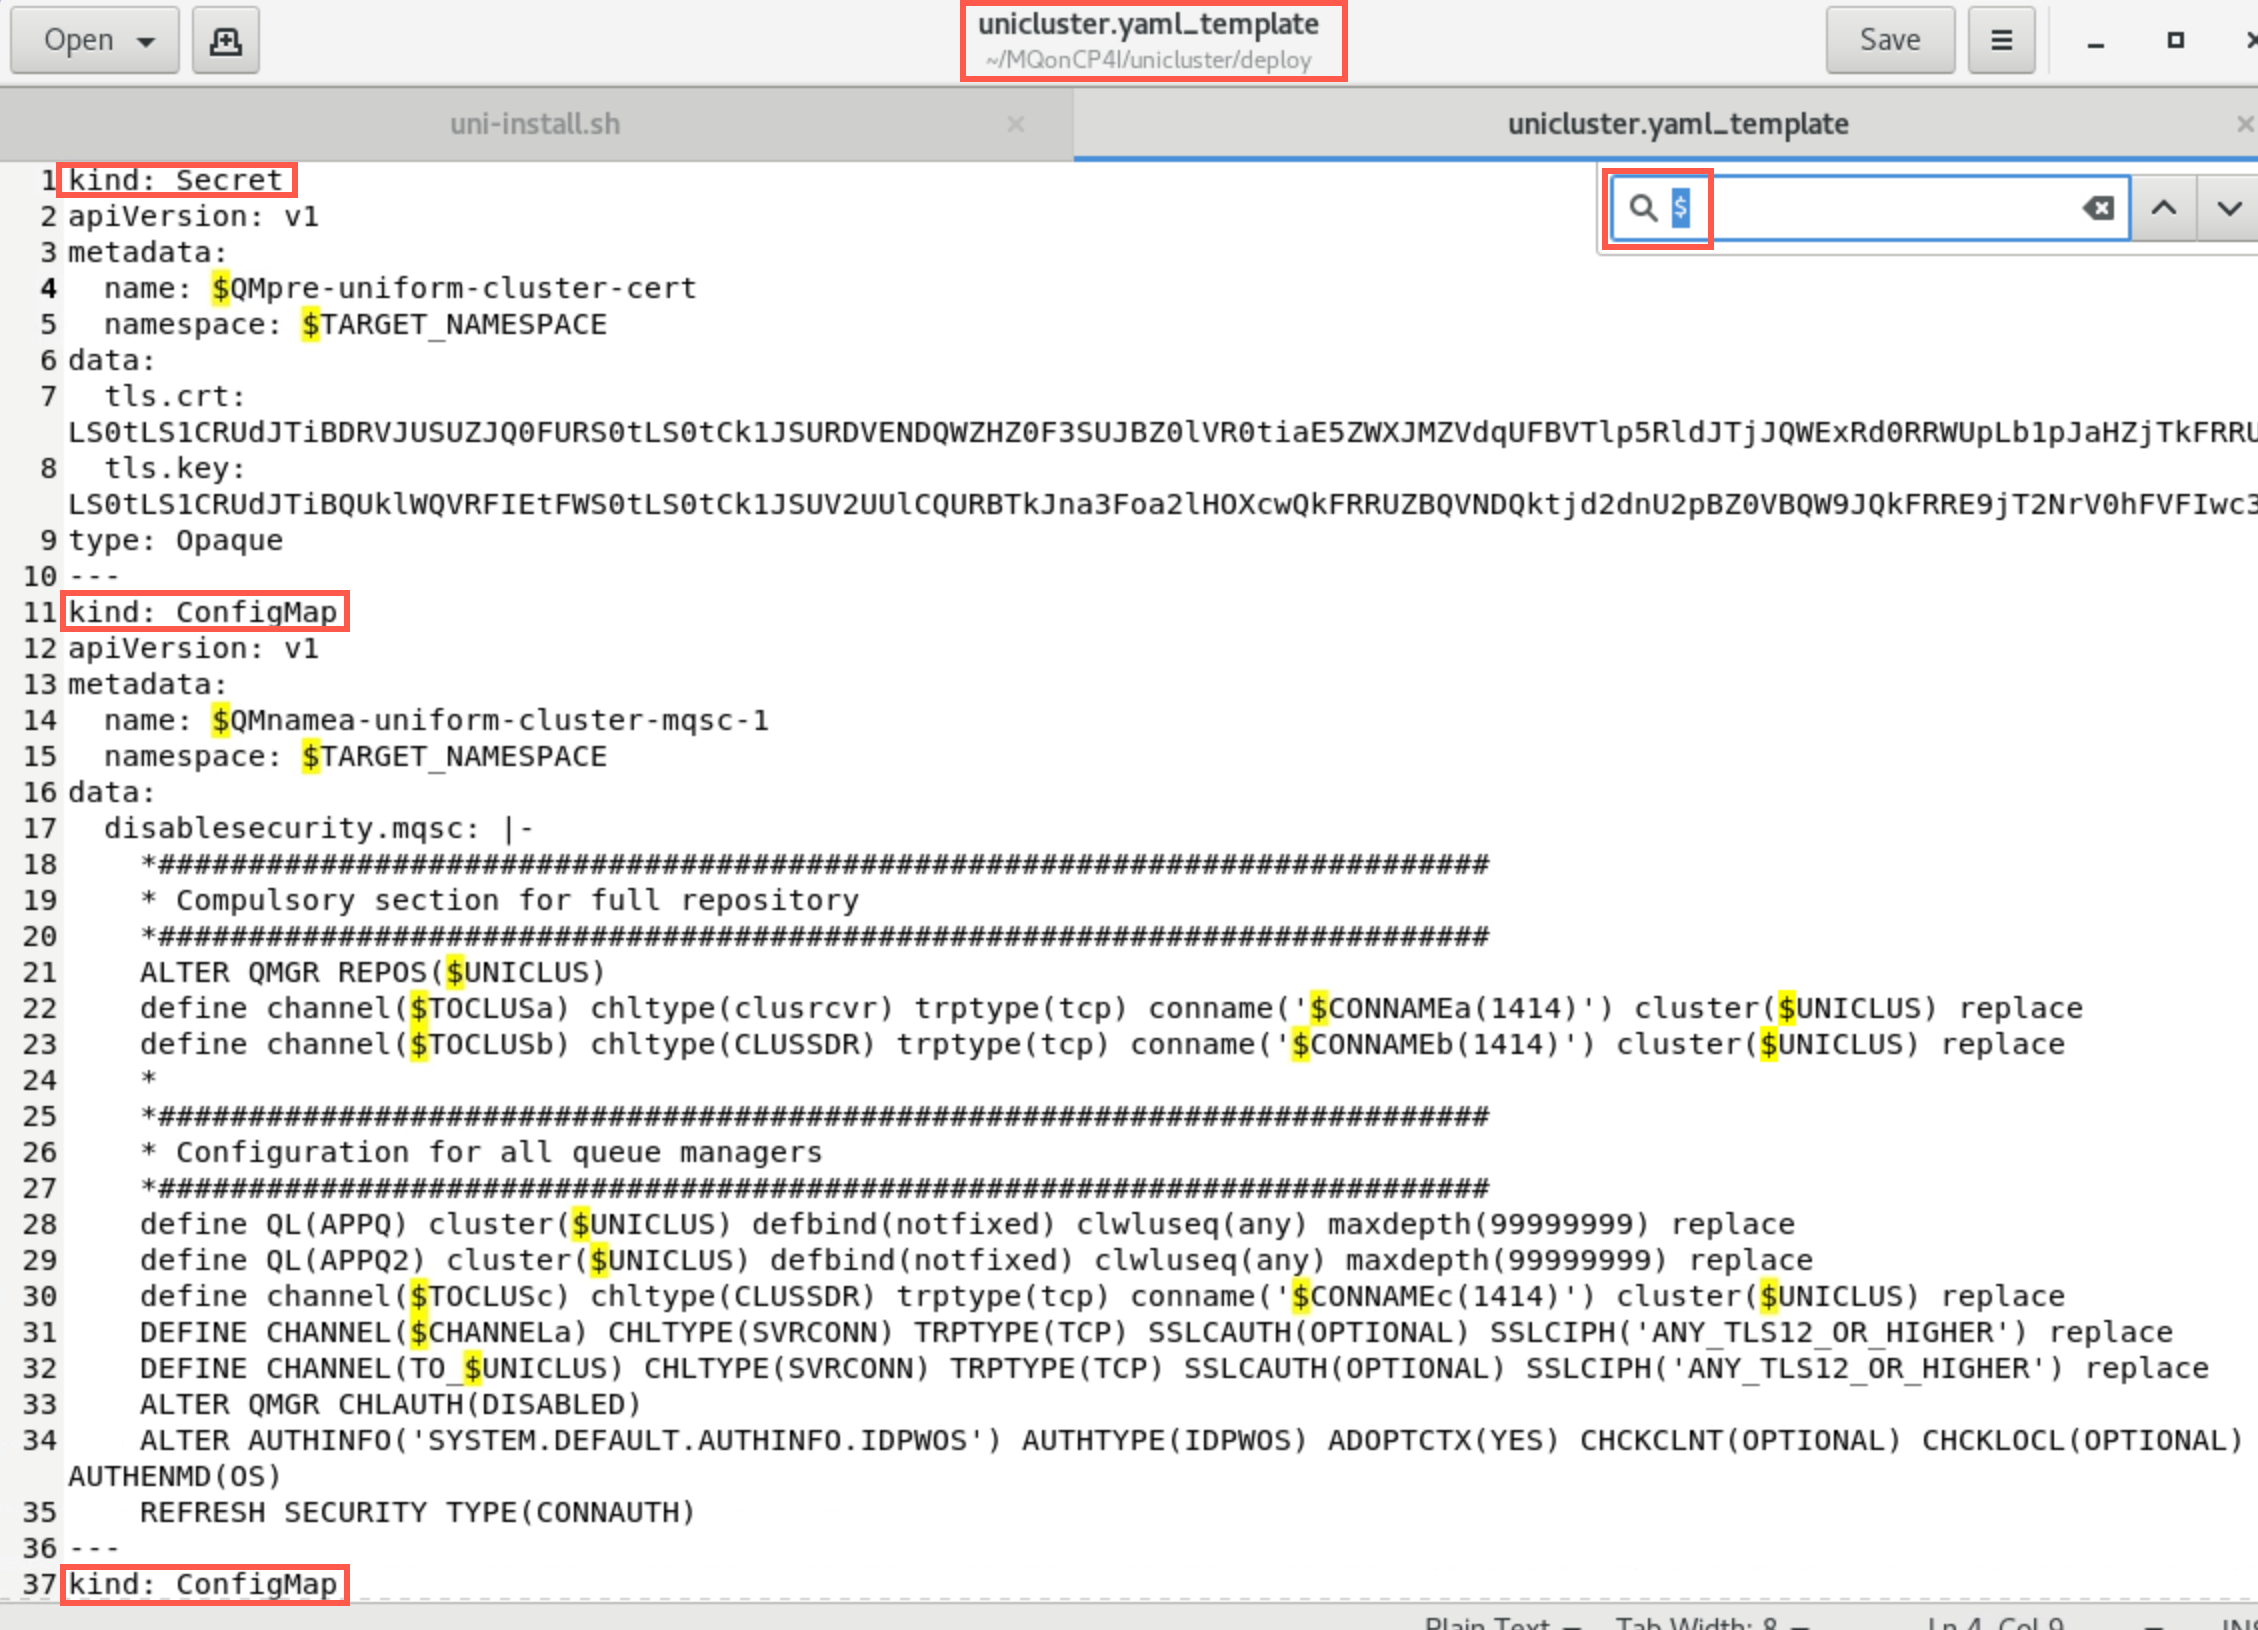 Open
unicluster.yaml_template
~/MQonCP4I/unicluster/deploy
Save
uni-install.sh
unicluster.yaml_template
$
1 kind: Secret
2 apiVersion: v1
3 metadata:
4   name: $QMpre-uniform-cluster-cert
5   namespace: $TARGET_NAMESPACE
6 data:
7   tls.crt:
LS0tLS1CRUdJTiBDRVJUSUZJQ0FURS0tLS0tCk1JSURDVENDQWZHZ0F3SUJBZ0lVR0tiaE5ZWXJMZVdqUFBVTlp5RldJTjJQWExRd0RRWUpLb1pJaHZjTkFRRU
8   tls.key:
LS0tLS1CRUdJTiBQUklWQVRFIEtFWS0tLS0tCk1JSUV2UUlCQURBTkJna3Foa2lHOXcwQkFRRUZBQVNDQktjd2dnU2pBZ0VBQW9JQkFRRE9jT2NrV0hFVFIwc3
9 type: Opaque
10 ---
11 kind: ConfigMap
12 apiVersion: v1
13 metadata:
14   name: $QMnamea-uniform-cluster-mqsc-1
15   namespace: $TARGET_NAMESPACE
16 data:
17   disablesecurity.mqsc: |-
18     *##########################################################################
19     * Compulsory section for full repository
20     *##########################################################################
21     ALTER QMGR REPOS($UNICLUS)
22     define channel($TOCLUSa) chltype(clusrcvr) trptype(tcp) conname('$CONNAMEa(1414)') cluster($UNICLUS) replace
23     define channel($TOCLUSb) chltype(CLUSSDR) trptype(tcp) conname('$CONNAMEb(1414)') cluster($UNICLUS) replace
24     *
25     *##########################################################################
26     * Configuration for all queue managers
27     *##########################################################################
28     define QL(APPQ) cluster($UNICLUS) defbind(notfixed) clwluseq(any) maxdepth(99999999) replace
29     define QL(APPQ2) cluster($UNICLUS) defbind(notfixed) clwluseq(any) maxdepth(99999999) replace
30     define channel($TOCLUSc) chltype(CLUSSDR) trptype(tcp) conname('$CONNAMEc(1414)') cluster($UNICLUS) replace
31     DEFINE CHANNEL($CHANNELa) CHLTYPE(SVRCONN) TRPTYPE(TCP) SSLCAUTH(OPTIONAL) SSLCIPH('ANY_TLS12_OR_HIGHER') replace
32     DEFINE CHANNEL(TO_$UNICLUS) CHLTYPE(SVRCONN) TRPTYPE(TCP) SSLCAUTH(OPTIONAL) SSLCIPH('ANY_TLS12_OR_HIGHER') replace
33     ALTER QMGR CHLAUTH(DISABLED)
34     ALTER AUTHINFO('SYSTEM.DEFAULT.AUTHINFO.IDPWOS') AUTHTYPE(IDPWOS) ADOPTCTX(YES) CHCKCLNT(OPTIONAL) CHCKLOCL(OPTIONAL)
AUTHENMD(OS)
35     REFRESH SECURITY TYPE(CONNAUTH)
36 ---
37 kind: ConfigMap
Plain Text Tab Width: 8 Ln 4, Col 9